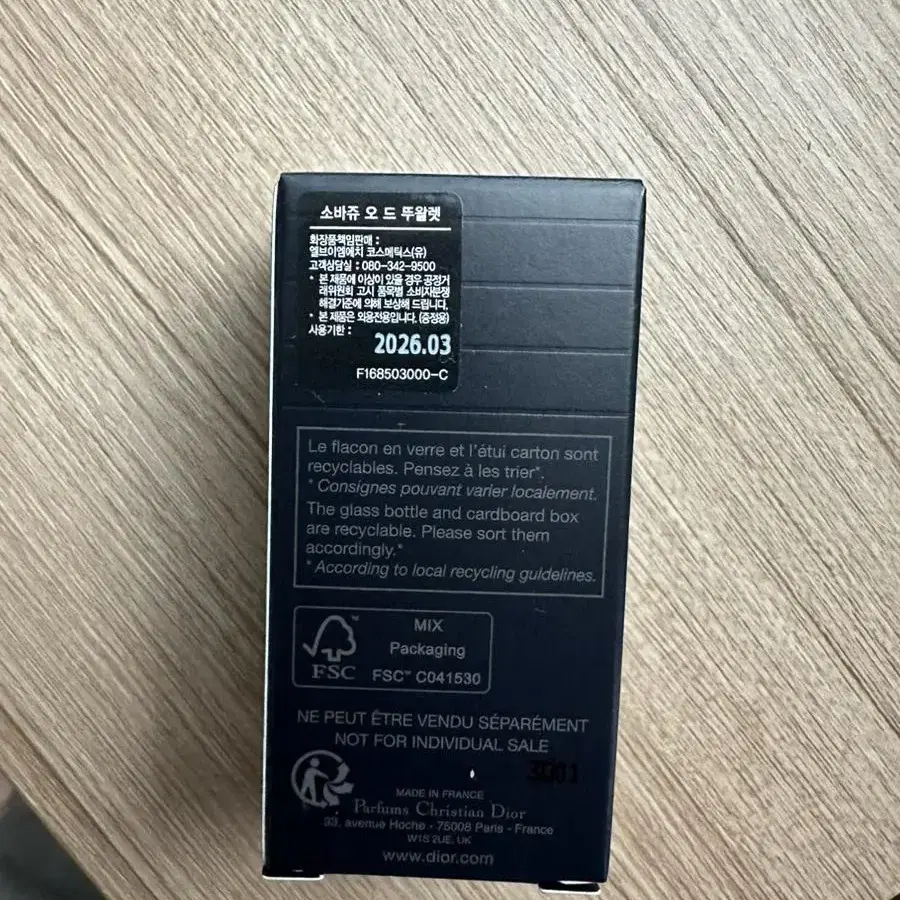 소바쥬 오 드 뚜왈렛
화장품책임판매 :
엘브이엠에치 코스메틱스(유)
고객상담실 : 080-342-9500
* 본 제품에 이상이 있을 경우 공정거
래위원회 고시 품목별 소비자분쟁
해결기준에 의해 보상해 드립니다.
* 본 제품은 외용전용입니다. (증정용)
사용기한 :
2026.03
F168503000-C
Le flacon en verre et l'étui carton sont
recyclables. Pensez à les trier*.
* Consignes pouvant varier localement.
The glass bottle and cardboard box
are recyclable. Please sort them
accordingly.*
* According to local recycling guidelines.
FSC
MIX
Packaging
FSC™ C041530
NE PEUT ÊTRE VENDU SÉPARÉMENT
NOT FOR INDIVIDUAL SALE
MADE IN FRANCE
Parfums Christian Dior
33, avenue Hoche - 75008 Paris - France
W1S 2UE, UK
www.dior.com